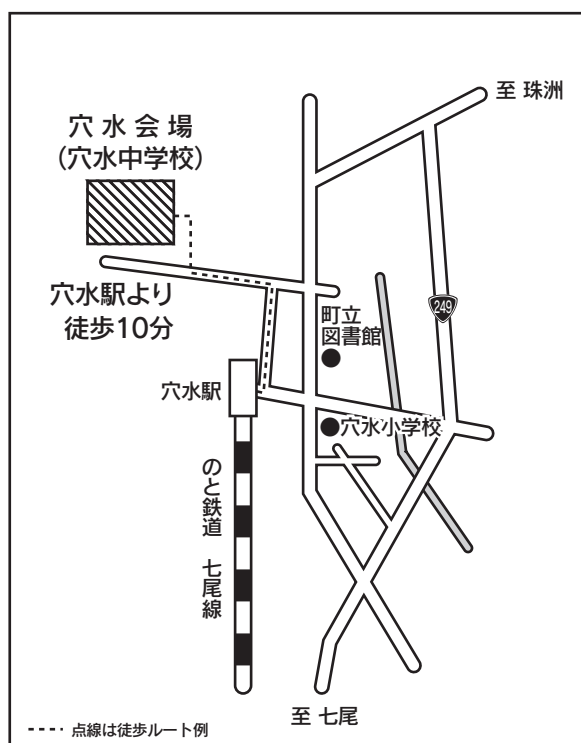 至 珠洲
穴 水 会 場
(穴水中学校)
穴水駅より
徒歩10分
249
町立
図書館
穴水駅
穴水小学校
のと鉄道 七尾線
至 七尾
点線は徒歩ルート例